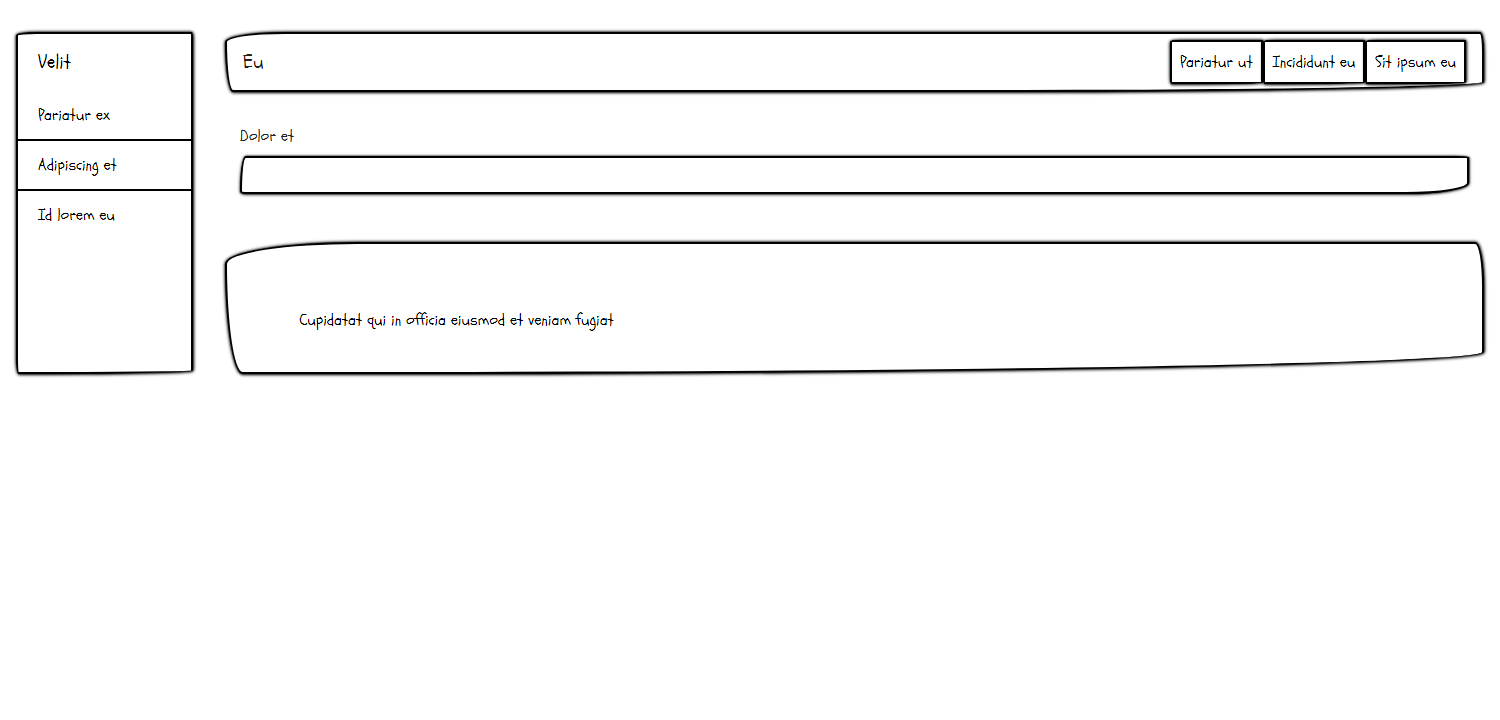 Velit
Pariatur ex
Adipiscing et
Id lorem eu
Eu
Pariatur ut
Incididunt eu
Sit ipsum eu
Dolor et
Cupidatat qui in officia eiusmod et veniam fugiat